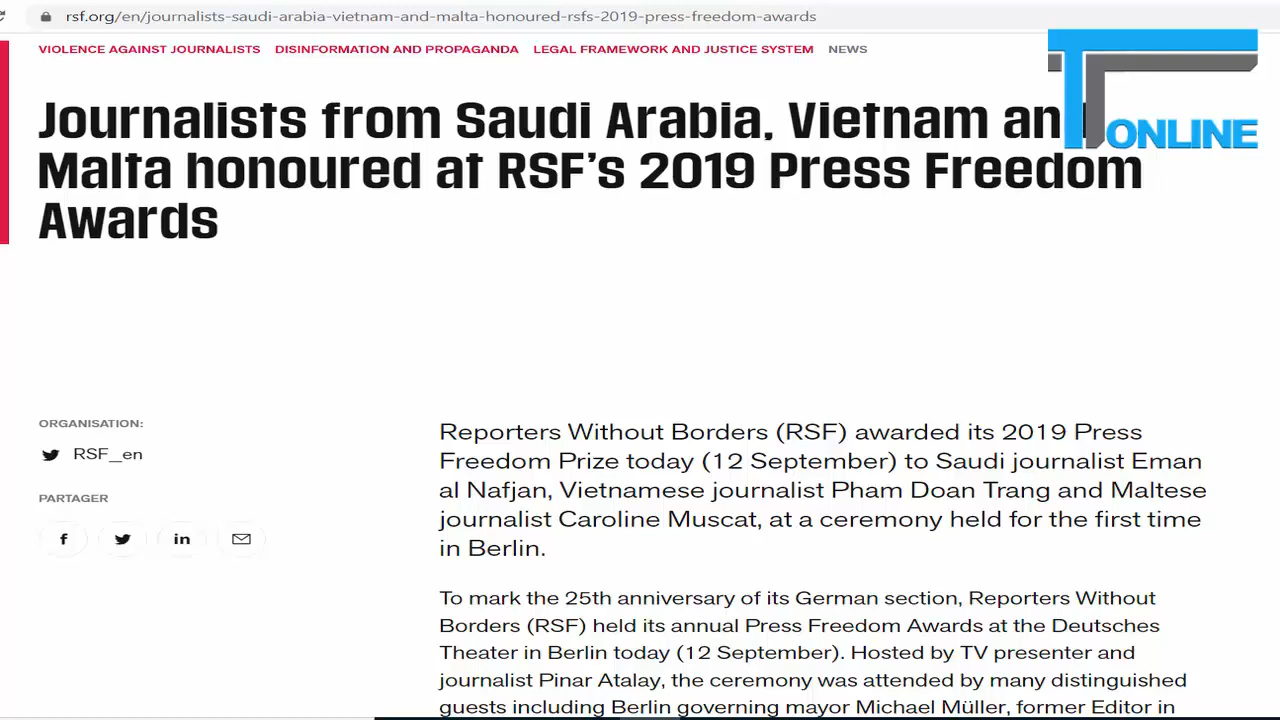 rsf.org/en/journalists-saudi-arabia-vietnam-and-malta-honoured-rsfs-2019-press-freedom-awards
VIOLENCE AGAINST JOURNALISTS DISINFORMATION AND PROPAGANDA LEGAL FRAMEWORK AND JUSTICE SYSTEM NEWS
TT ONLINE
Journalists from Saudi Arabia, Vietnam and
Malta honoured at RSF’s 2019 Press Freedom
Awards
ORGANISATION:
RSF_en
PARTAGER
Reporters Without Borders (RSF) awarded its 2019 Press
Freedom Prize today (12 September) to Saudi journalist Eman
al Nafjan, Vietnamese journalist Pham Doan Trang and Maltese
journalist Caroline Muscat, at a ceremony held for the first time
in Berlin.
To mark the 25th anniversary of its German section, Reporters Without
Borders (RSF) held its annual Press Freedom Awards at the Deutsches
Theater in Berlin today (12 September). Hosted by TV presenter and
journalist Pinar Atalay, the ceremony was attended by many distinguished
guests including Berlin governing mayor Michael Müller, former Editor in